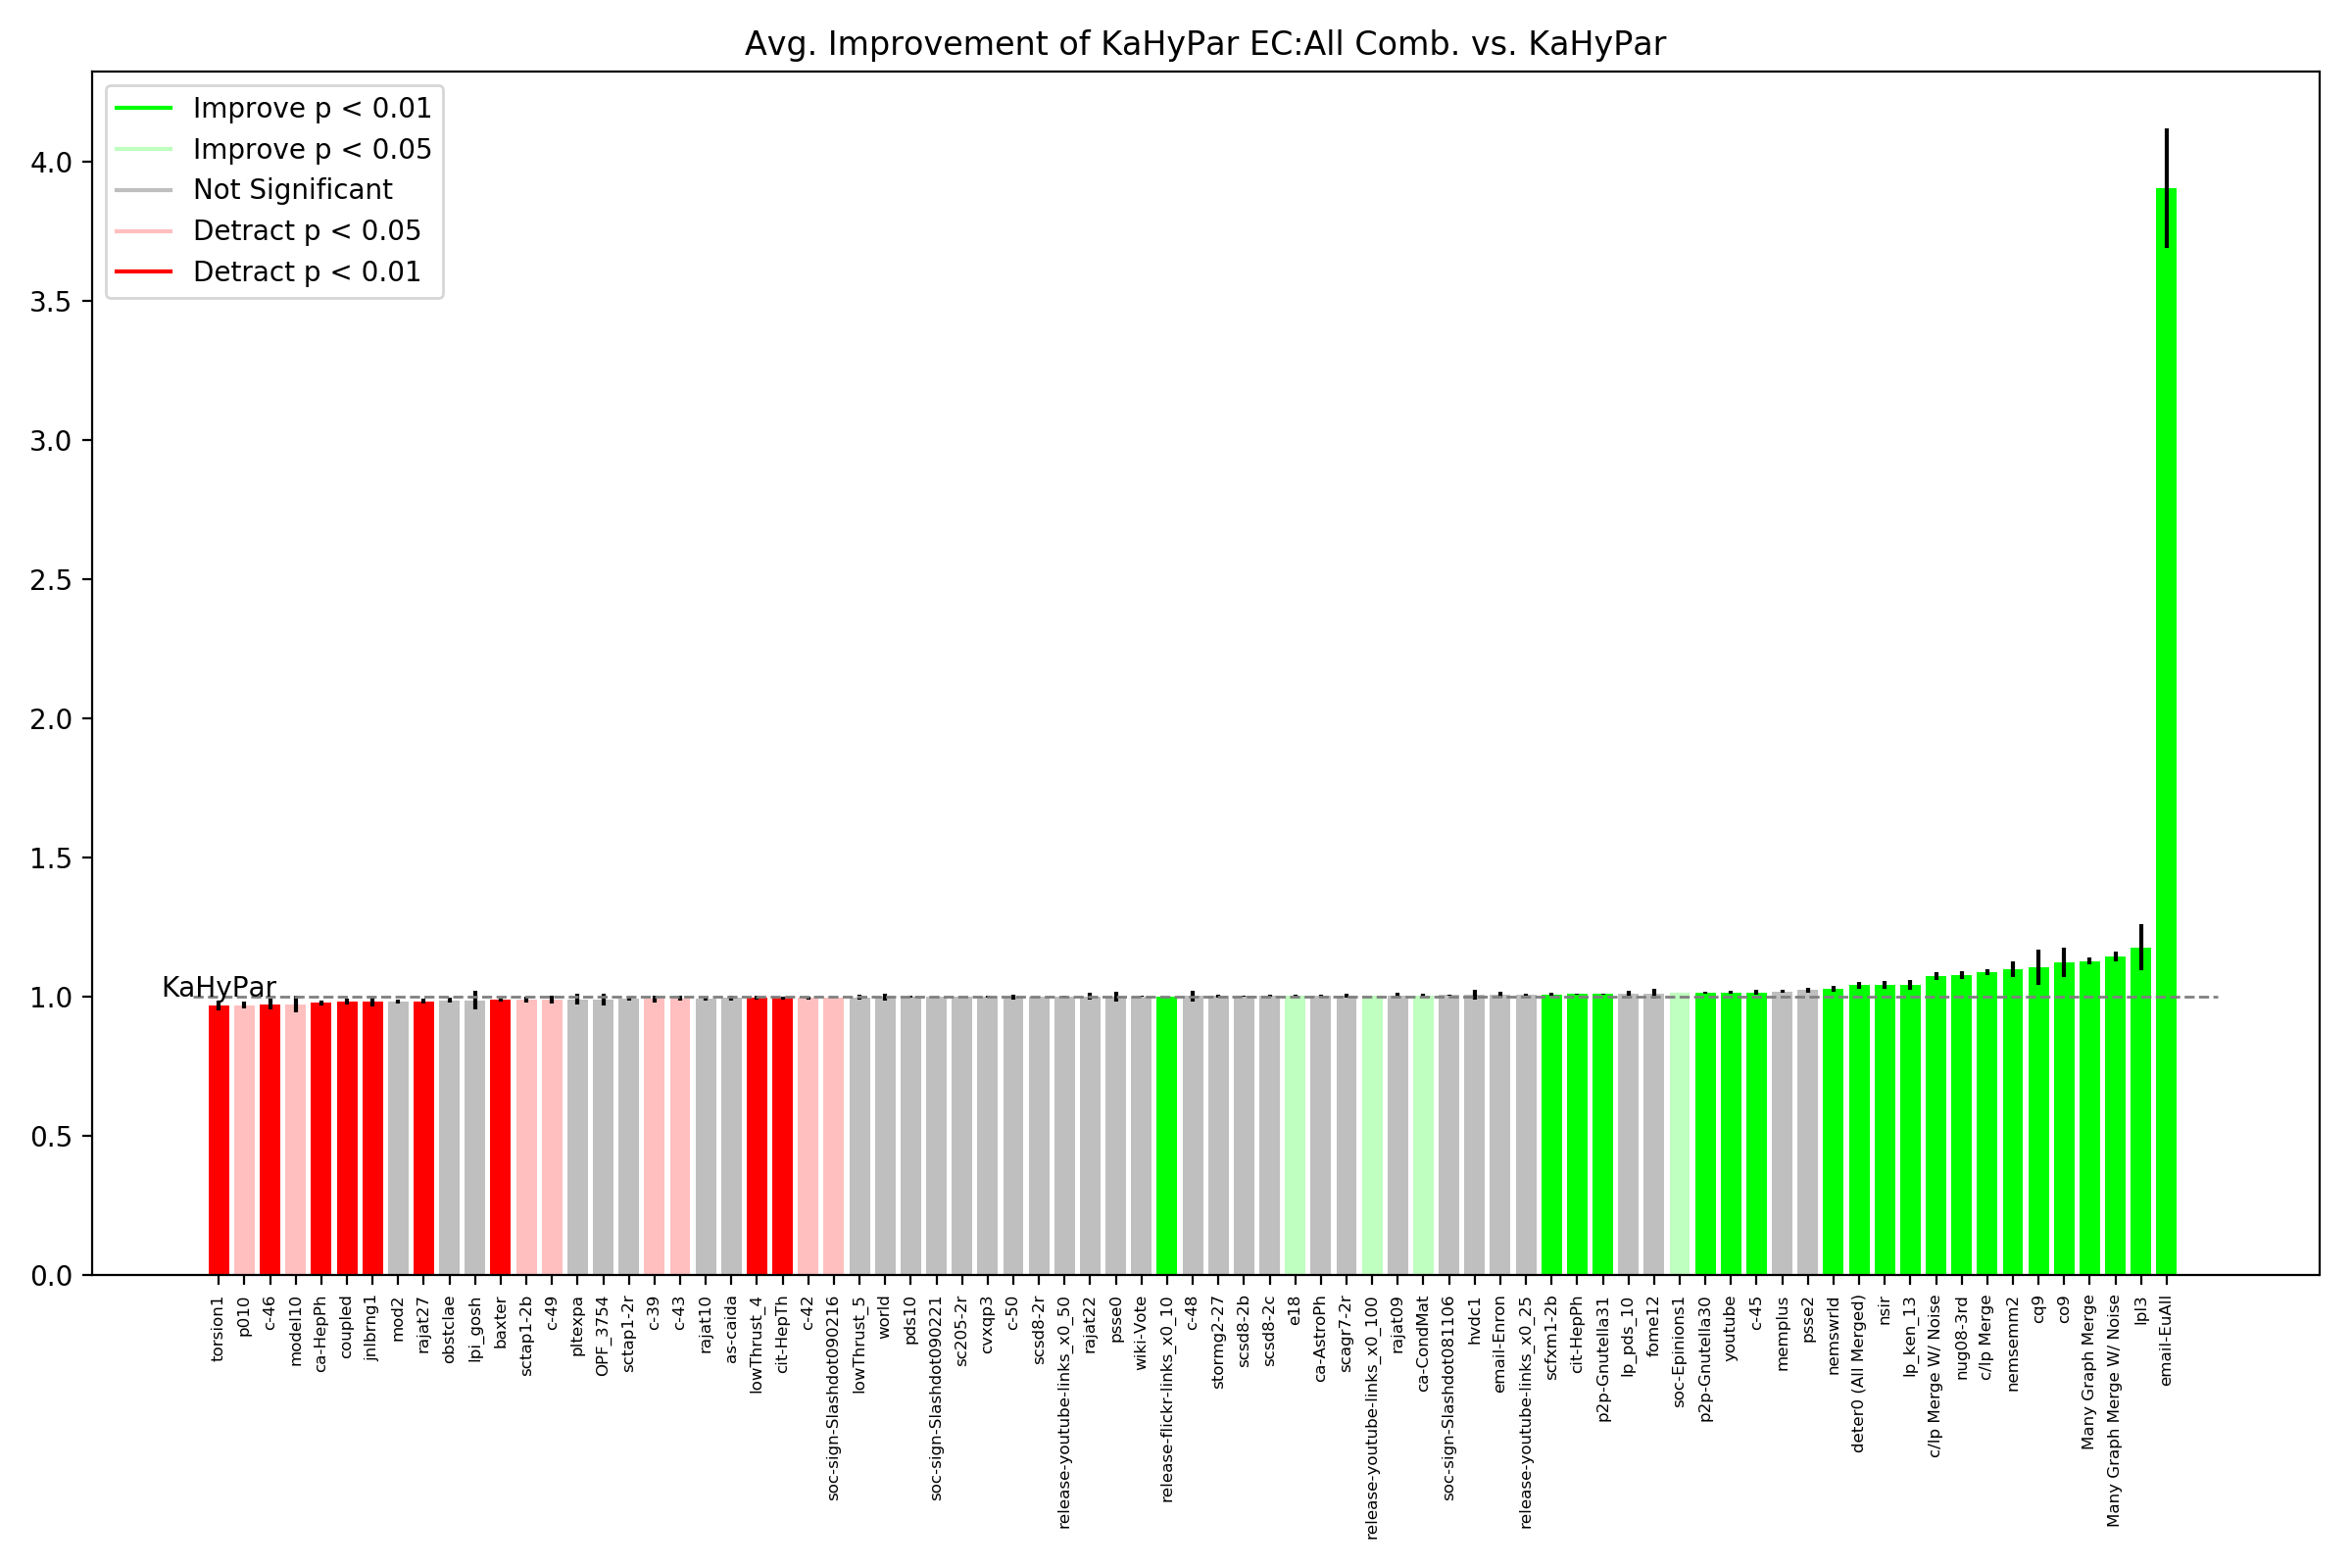 Avg. Improvement of KaHyPar EC:All Comb. vs. KaHyPar
Improve p < 0.01
Improve p < 0.05
Not Significant
Detract p < 0.05
Detract p < 0.01
4.0
3.5
3.0
2.5
2.0
1.5
1.0
0.5
0.0
KaHyPar
torsion1
p010
c-46
model10
ca-HepPh
coupled
jnlbrng1
mod2
rajat27
obstclae
lpi_gosh
baxter
sctap1-2b
c-49
pltexpa
OPF_3754
sctap1-2r
c-39
c-43
rajat10
as-caida
lowThrust_4
cit-HepTh
c-42
soc-sign-Slashdot090216
lowThrust_5
world
pds10
soc-sign-Slashdot090221
sc205-2r
cvxqp3
c-50
scsd8-2r
release-youtube-links_x0_50
rajat22
psse0
wiki-Vote
release-flickr-links_x0_10
c-48
stormg2-27
scsd8-2b
scsd8-2c
e18
ca-AstroPh
scagr7-2r
release-youtube-links_x0_100
rajat09
ca-CondMat
soc-sign-Slashdot081106
hvdc1
email-Enron
release-youtube-links_x0_25
scfxm1-2b
cit-HepPh
p2p-Gnutella31
lp_pds_10
fome12
soc-Epinions1
p2p-Gnutella30
youtube
c-45
memplus
psse2
nemswrld
deter0 (All Merged)
nsir
lp_ken_13
c/lp Merge W/ Noise
nug08-3rd
c/lp Merge
nemsemm2
cq9
co9
Many Graph Merge
Many Graph Merge W/ Noise
lpl3
email-EuAll